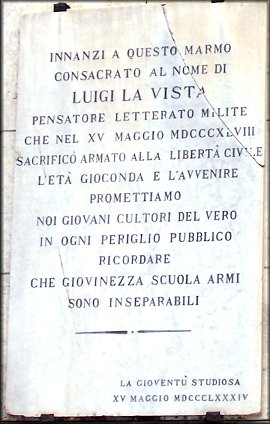 INNANZI A QUESTO MARMO
CONSACRATO AL NOME DI
LUIGI LA VISTA
PENSATORE LETTERATO MILITE
CHE NEL XV MAGGIO MDCCCXLVIII
SACRIFICÒ ARMATO ALLA LIBERTÀ CIVILE
L'ETÀ GIOCONDA E L'AVVENIRE
PROMETTIAMO
NOI GIOVANI CULTORI DEL VERO
IN OGNI PERIGLIO PUBBLICO
RICORDARE
CHE GIOVINEZZA SCUOLA ARMI
SONO INSEPARABILI
LA GIOVENTÙ STUDIOSA
XV MAGGIO MDCCCLXXXIV